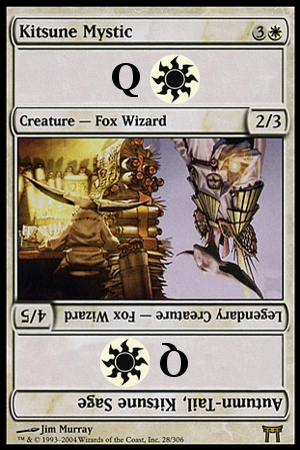 Kitsune Mystic 3
Q
Creature — Fox Wizard
2/3
4/5
Legendary Creature — Fox Wizard
Q
Autumn-Tail, Kitsune Sage
Jim Murray
™ & © 1993–2004 Wizards of the Coast, Inc. 28/306